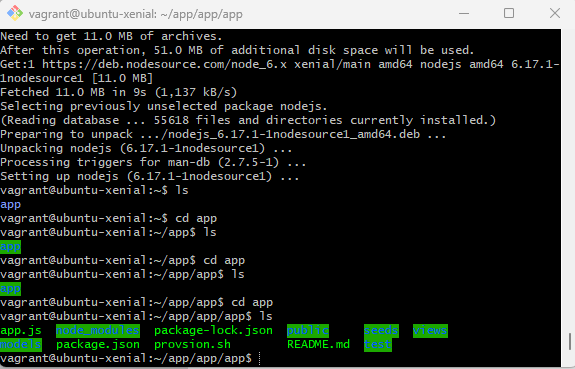 vagrant@ubuntu-xenial: ~/app/app/app
Need to get 11.0 MB of archives.
After this operation, 51.0 MB of additional disk space will be used.
Get:1 https://deb.nodesource.com/node_6.x xenial/main amd64 nodejs amd64 6.17.1-
1nodesource1 [11.0 MB]
Fetched 11.0 MB in 9s (1,137 kB/s)
Selecting previously unselected package nodejs.
(Reading database ... 55618 files and directories currently installed.)
Preparing to unpack .../nodejs_6.17.1-1nodesource1_amd64.deb ...
Unpacking nodejs (6.17.1-1nodesource1) ...
Processing triggers for man-db (2.7.5-1) ...
Setting up nodejs (6.17.1-1nodesource1) ...
vagrant@ubuntu-xenial:~$ ls
app
vagrant@ubuntu-xenial:~$ cd app
vagrant@ubuntu-xenial:~/app$ ls
app
vagrant@ubuntu-xenial:~/app$ cd app
vagrant@ubuntu-xenial:~/app/app$ ls
app
vagrant@ubuntu-xenial:~/app/app$ cd app
vagrant@ubuntu-xenial:~/app/app/app$ ls
app.js node_modules package-lock.json public seeds views
models package.json provsion.sh README.md test
vagrant@ubuntu-xenial:~/app/app/app$